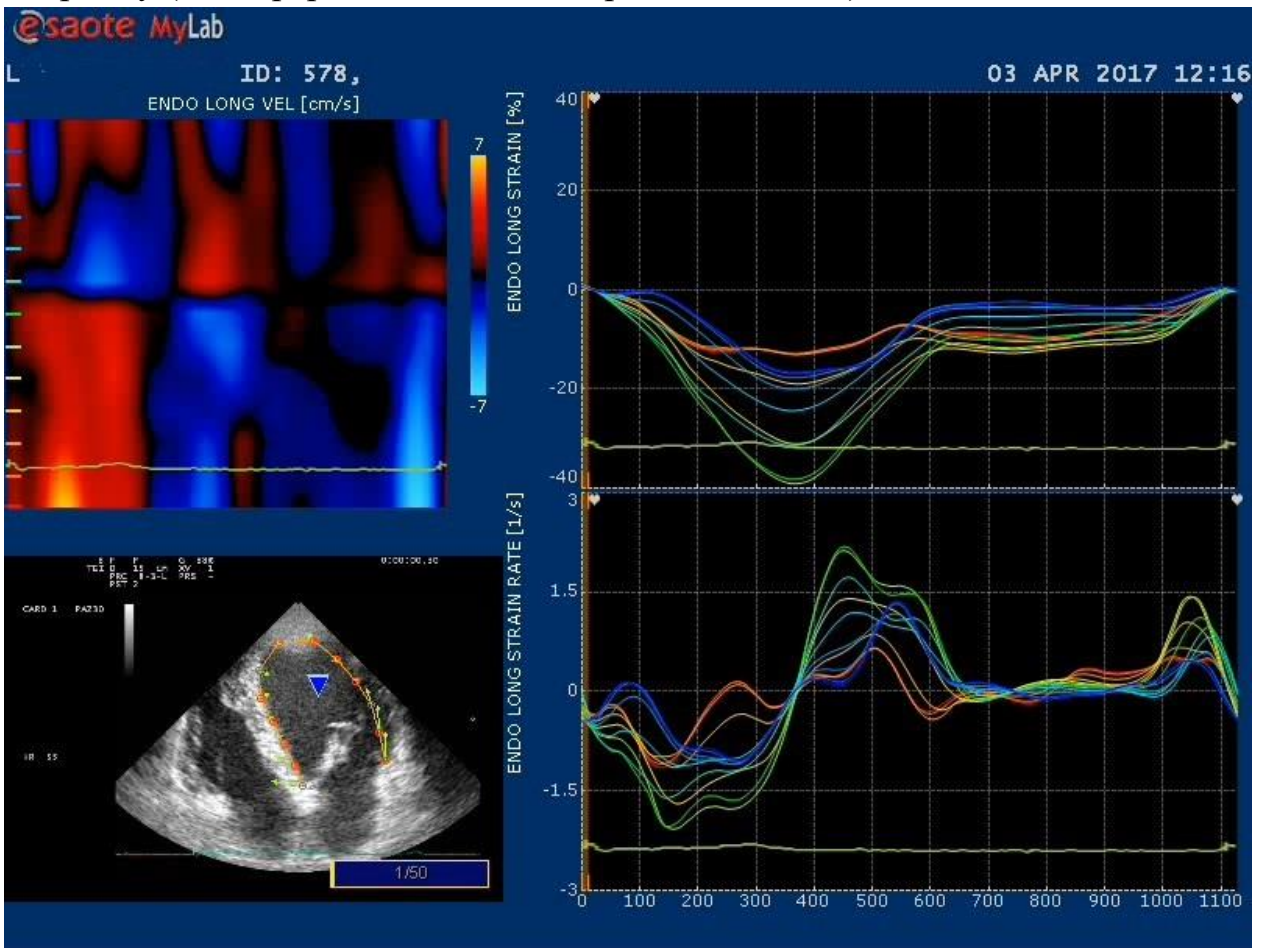 esaote MyLab
L ID: 578, 03 APR 2017 12:16
ENDO LONG VEL [cm/s]
7
-7
ENDO LONG STRAIN [%]
40
20
0
-20
-40
ENDO LONG STRAIN RATE [1/s]
3
1.5
0
-1.5
-3
0 100 200 300 400 500 600 700 800 900 1000 1100
CARD 1 PAZ30
1/50